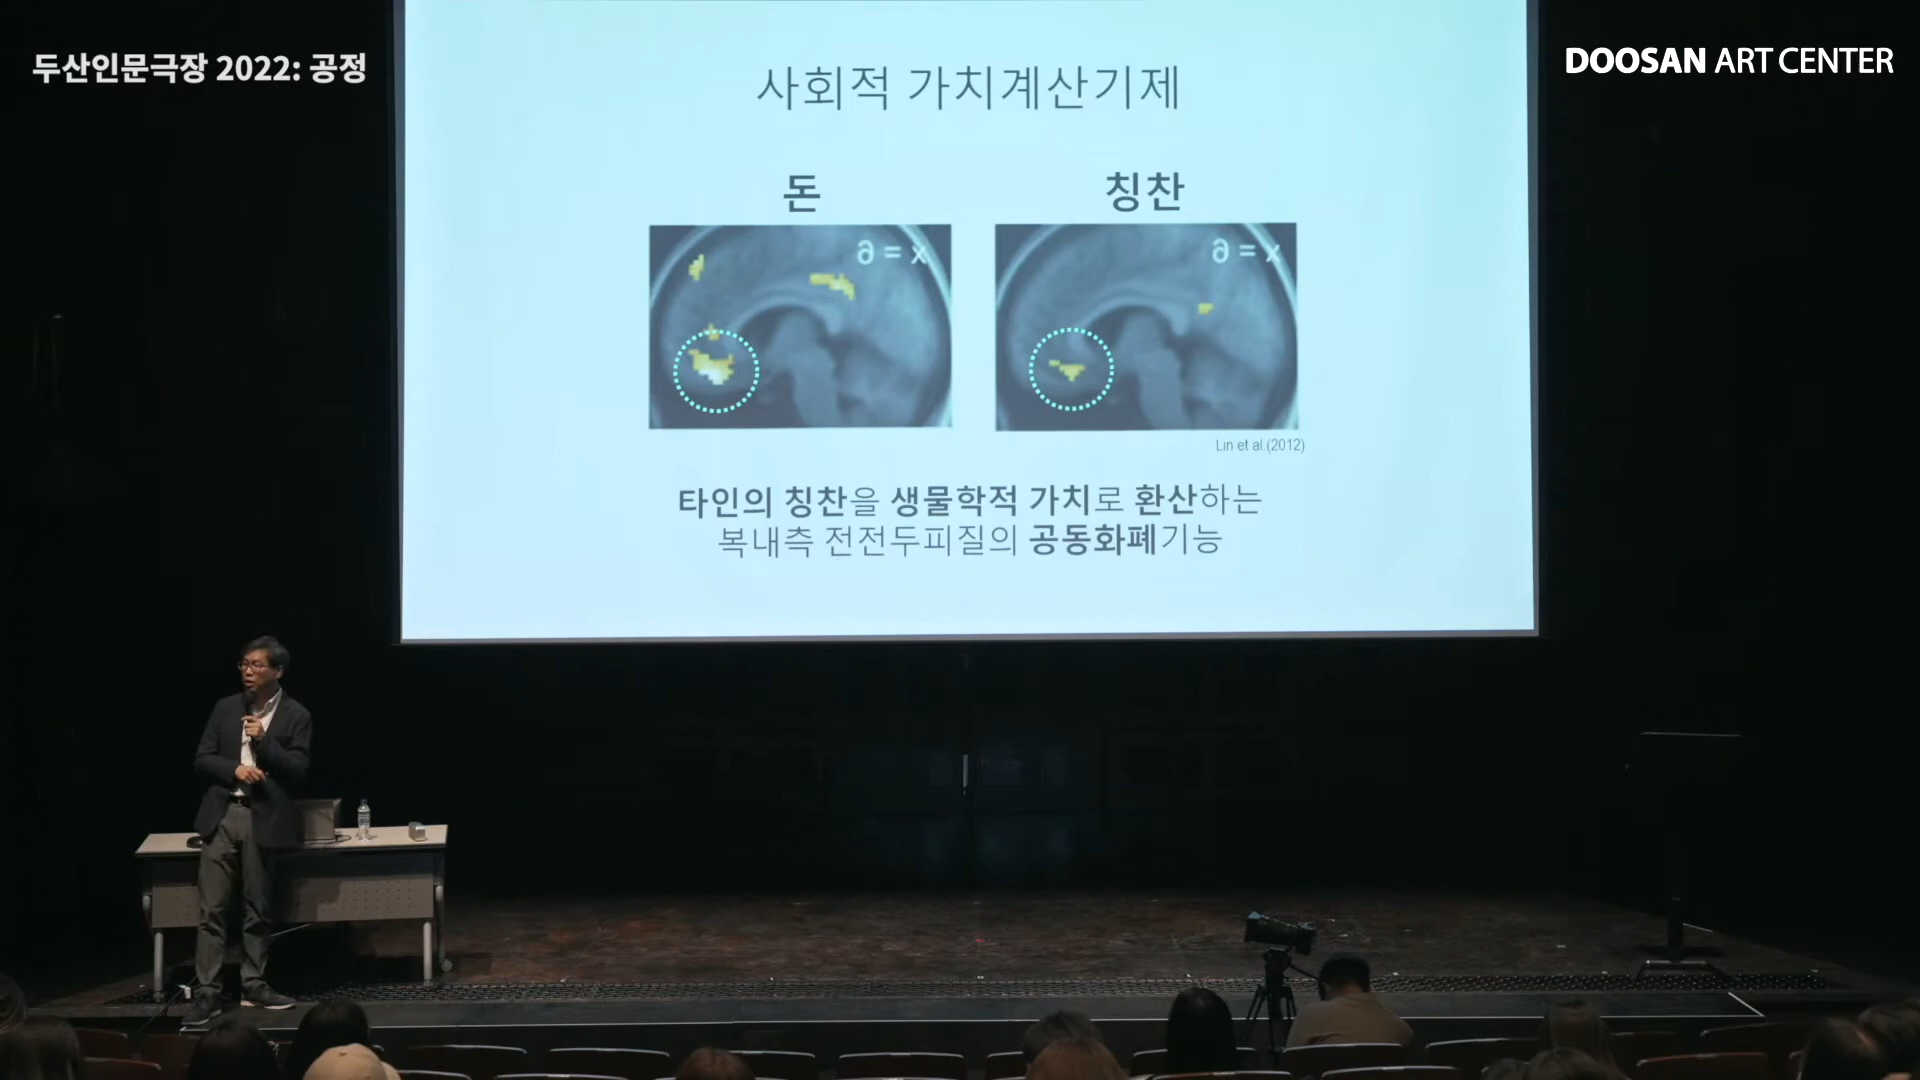 두산인문극장 2022: 공정
DOOSAN ART CENTER
사회적 가치계산기제
돈
칭찬
∂ = x
∂ = x
Lin et al.(2012)
타인의 칭찬을 생물학적 가치로 환산하는
복내측 전전두피질의 공동화폐기능